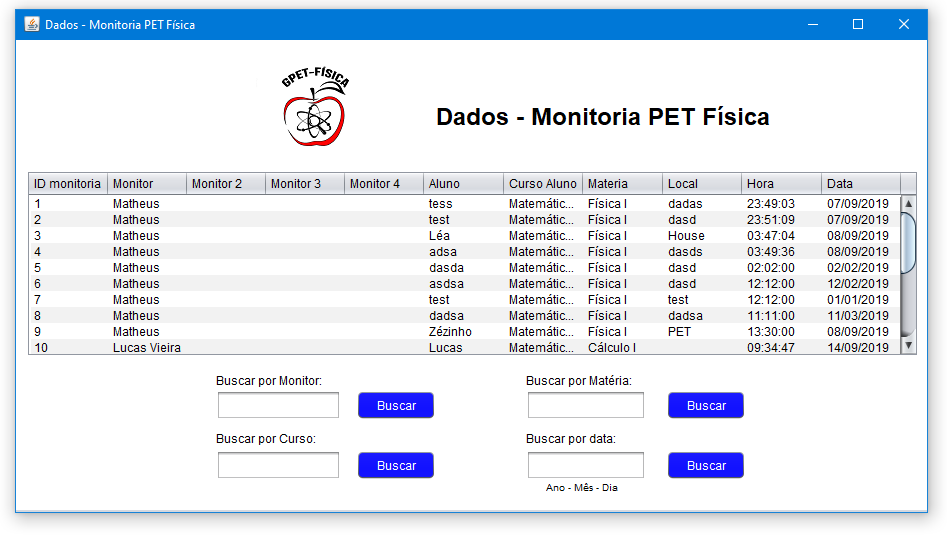 Dados - Monitoria PET Física
GPET-FÍSICA
Dados - Monitoria PET Física
ID monitoria Monitor Monitor 2 Monitor 3 Monitor 4 Aluno Curso Aluno Materia Local Hora Data
1 Matheus tess Matemátic... Física I dadas 23:49:03 07/09/2019
2 Matheus test Matemátic... Física I dasd 23:51:09 07/09/2019
3 Matheus Léa Matemátic... Física I House 03:47:04 08/09/2019
4 Matheus adsa Matemátic... Física I dasds 03:49:36 08/09/2019
5 Matheus dasda Matemátic... Física I dasd 02:02:00 02/02/2019
6 Matheus asdsa Matemátic... Física I dasd 12:12:00 12/02/2019
7 Matheus test Matemátic... Física I test 12:12:00 01/01/2019
8 Matheus dadsa Matemátic... Física I dadsa 11:11:00 11/03/2019
9 Matheus Zézinho Matemátic... Física I PET 13:30:00 08/09/2019
10 Lucas Vieira Lucas Matemátic... Cálculo I 09:34:47 14/09/2019
Buscar por Monitor: Buscar por Matéria:
Buscar Buscar
Buscar por Curso: Buscar por data:
Buscar Buscar
Ano - Mês - Dia